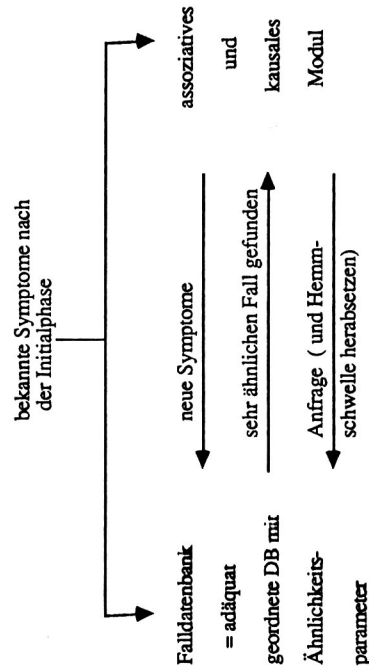 bekannte Symptome nach
der Initialphase
Falldatenbank
= adäquat
geordnete DB mit
Ähnlichkeits-
parameter
neue Symptome
sehr ähnlichen Fall gefunden
Anfrage ( und Hemm-
schwelle herabsetzen)
assoziatives
und
kausales
Modul